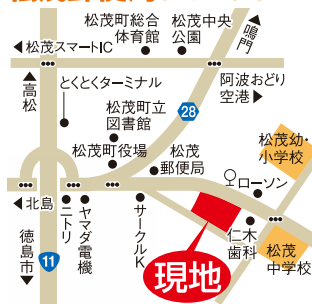 松茂町総合
体育館
松茂中央
公園
▲鳴門
◀松茂スマートIC
▲高松
とくとくターミナル
阿波おどり
空港▶
松茂町立
図書館
28
松茂幼・
小学校
松茂町役場
松茂
郵便局
ローソン
◀北島
ニトリ
ヤマダ電機
サークルK
仁木
歯科
松茂
中学校
徳島市▼
11
現地